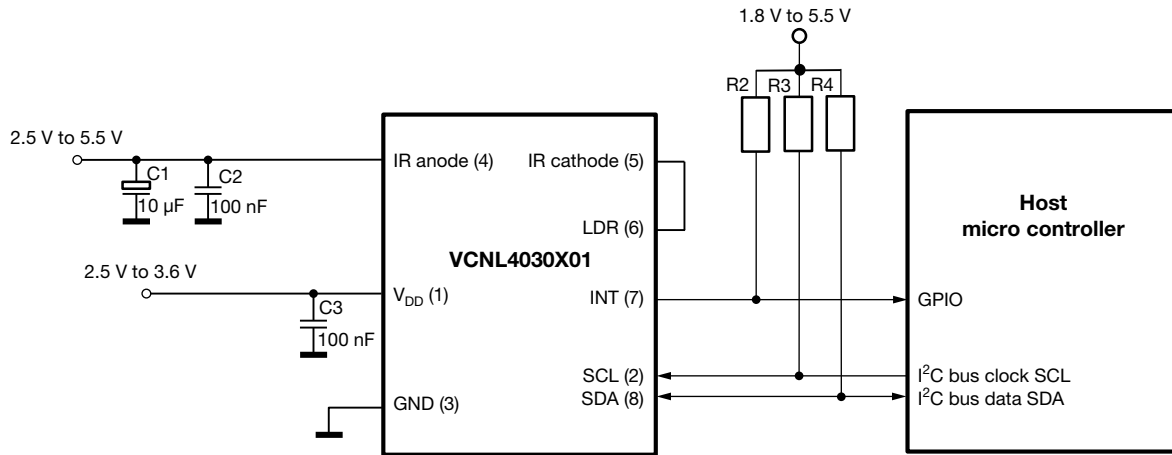 1.8 V to 5.5 V
R2 R3 R4
2.5 V to 5.5 V
IR anode (4) IR cathode (5)
C1 C2
10 µF 100 nF
Host
micro controller
LDR (6)
VCNL4030X01
2.5 V to 3.6 V
VDD (1) INT (7) GPIO
C3
100 nF
SCL (2) I²C bus clock SCL
SDA (8) I²C bus data SDA
GND (3)